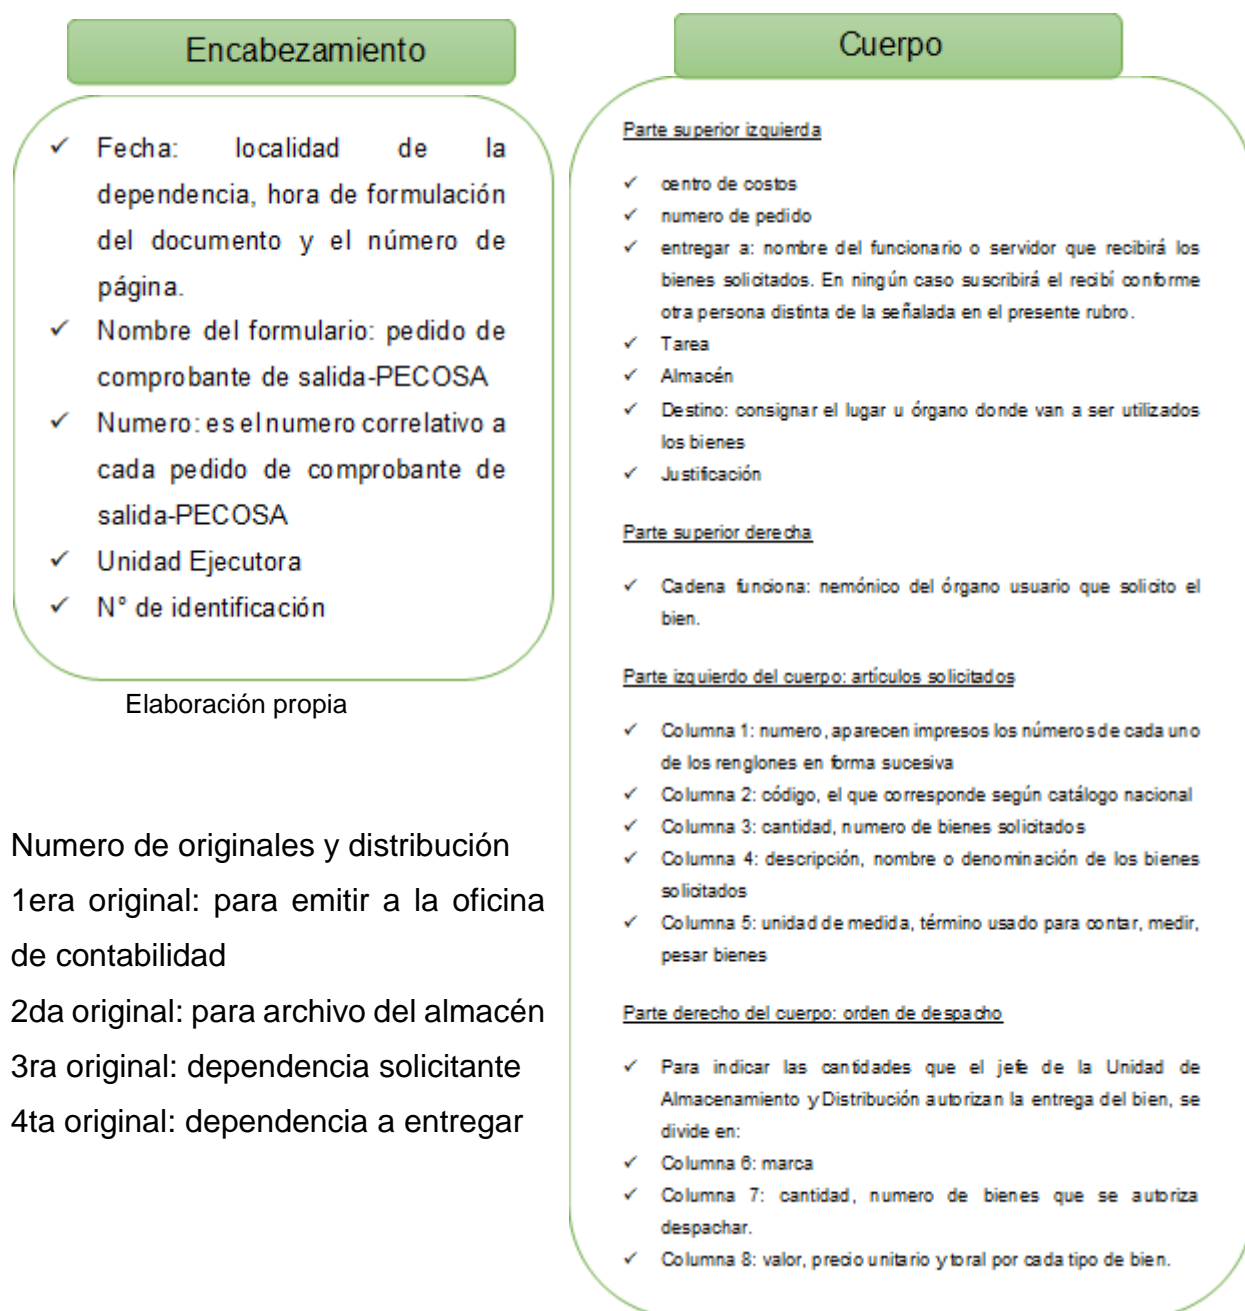 Encabezamiento
✓ Fecha: localidad de la
dependencia, hora de formulación
del documento y el número de
página.
✓ Nombre del formulario: pedido de
comprobante de salida-PECOSA
✓ Numero: es el numero correlativo a
cada pedido de comprobante de
salida-PECOSA
✓ Unidad Ejecutora
✓ N° de identificación
Elaboración propia
Numero de originales y distribución
1era original: para emitir a la oficina
de contabilidad
2da original: para archivo del almacén
3ra original: dependencia solicitante
4ta original: dependencia a entregar
Cuerpo
Parte superior izquierda
✓ centro de costos
✓ numero de pedido
✓ entregar a: nombre del funcionario o servidor que recibirá los
bienes solicitados. En ningún caso suscribirá el recibí conforme
otra persona distinta de la señalada en el presente rubro.
✓ Tarea
✓ Almacén
✓ Destino: consignar el lugar u órgano donde van a ser utilizados
los bienes
✓ Justificación
Parte superior derecha
✓ Cadena funciona: nemónico del órgano usuario que solicito el
bien.
Parte izquierdo del cuerpo: artículos solicitados
✓ Columna 1: numero, aparecen impresos los números de cada uno
de los renglones en forma sucesiva
✓ Columna 2: código, el que corresponde según catálogo nacional
✓ Columna 3: cantidad, numero de bienes solicitados
✓ Columna 4: descripción, nombre o denominación de los bienes
solicitados
✓ Columna 5: unidad de medida, término usado para contar, medir,
pesar bienes
Parte derecho del cuerpo: orden de despacho
✓ Para indicar las cantidades que el jefe de la Unidad de
Almacenamiento y Distribución autorizan la entrega del bien, se
divide en:
✓ Columna 6: marca
✓ Columna 7: cantidad, numero de bienes que se autoriza
despachar.
✓ Columna 8: valor, precio unitario y toral por cada tipo de bien.